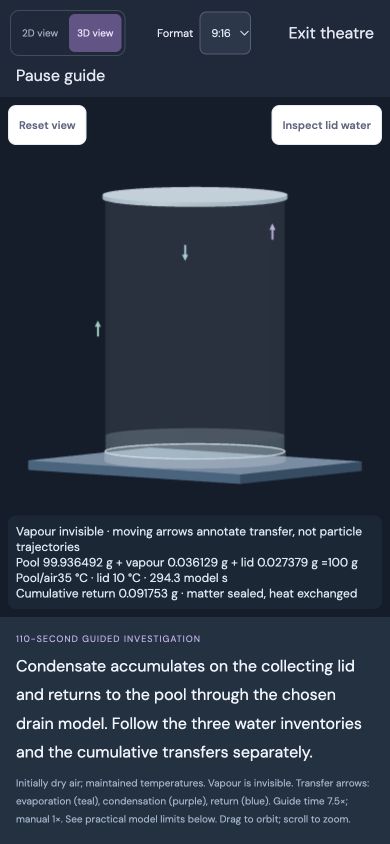 2D view
3D view
Format
9:16
Exit theatre
Pause guide
Reset view
Inspect lid water
Vapour invisible · moving arrows annotate transfer, not particle
trajectories
Pool 99.936492 g + vapour 0.036129 g + lid 0.027379 g =100 g
Pool/air35 °C · lid 10 °C · 294.3 model s
Cumulative return 0.091753 g · matter sealed, heat exchanged
110-SECOND GUIDED INVESTIGATION
Condensate accumulates on the collecting lid
and returns to the pool through the chosen
drain model. Follow the three water inventories
and the cumulative transfers separately.
Initially dry air; maintained temperatures. Vapour is invisible. Transfer arrows:
evaporation (teal), condensation (purple), return (blue). Guide time 7.5×;
manual 1×. See practical model limits below. Drag to orbit; scroll to zoom.